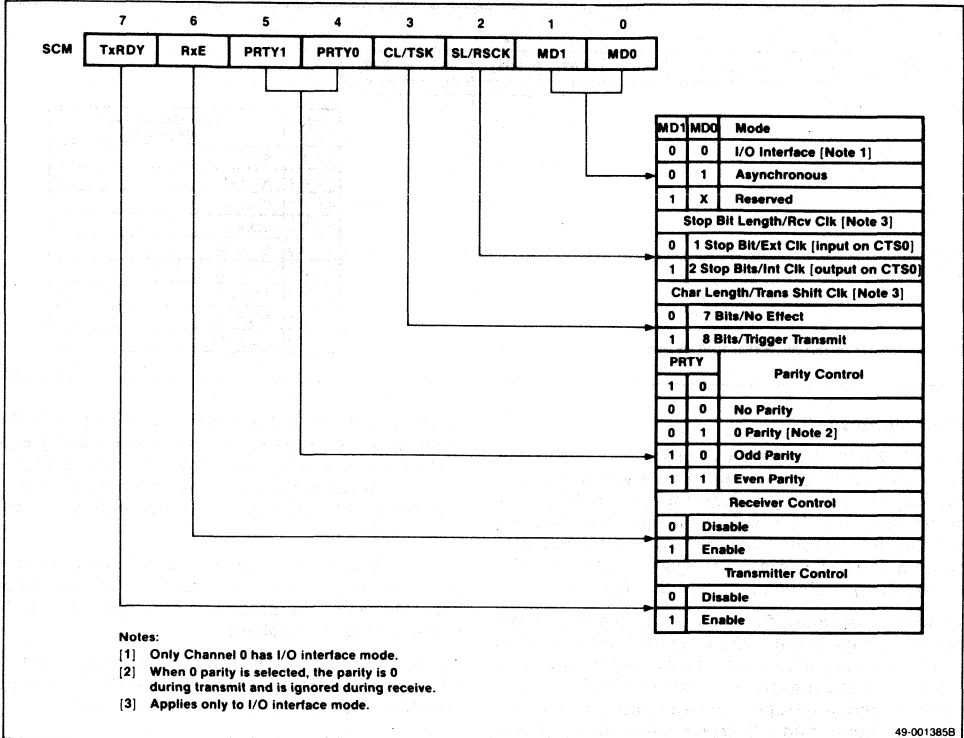 7 6 5 4 3 2 1 0
SCM TxRDY RxE PRTY1 PRTY0 CL/TSK SL/RSCK MD1 MD0
MD1 MD0 Mode
0 0 I/O Interface [Note 1]
0 1 Asynchronous
1 X Reserved
Stop Bit Length/Rcv Clk [Note 3]
0 1 Stop Bit/Ext Clk [input on CTS0]
1 2 Stop Bits/Int Clk [output on CTS0]
Char Length/Trans Shift Clk [Note 3]
0 7 Bits/No Effect
1 8 Bits/Trigger Transmit
PRTY Parity Control
1 0
0 0 No Parity
0 1 0 Parity [Note 2]
1 0 Odd Parity
1 1 Even Parity
Receiver Control
0 Disable
1 Enable
Transmitter Control
0 Disable
1 Enable
Notes:
[1] Only Channel 0 has I/O interface mode.
[2] When 0 parity is selected, the parity is 0
during transmit and is ignored during receive.
[3] Applies only to I/O interface mode.
49-001385B